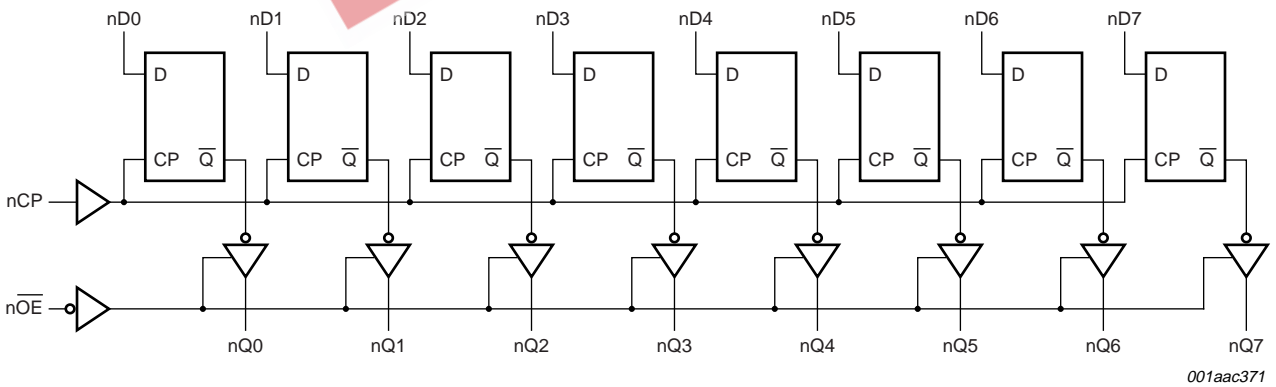 nD0 nD1 nD2 nD3 nD4 nD5 nD6 nD7
D D D D D D D D
CP Q̅ CP Q̅ CP Q̅ CP Q̅ CP Q̅ CP Q̅ CP Q̅ CP Q̅
nCP
nO̅E̅
nQ0 nQ1 nQ2 nQ3 nQ4 nQ5 nQ6 nQ7
001aac371